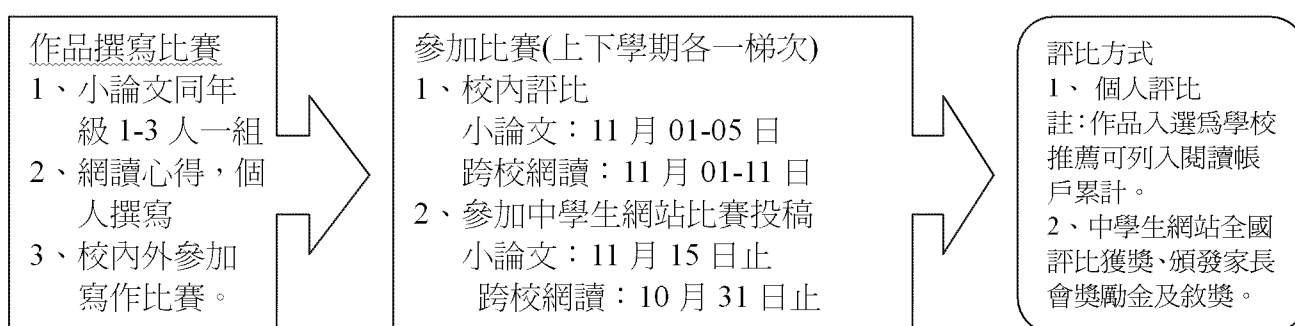 作品撰寫比賽
1、小論文同年
級 1-3 人一組
2、網讀心得，個
人撰寫
3、校內外參加
寫作比賽。
參加比賽(上下學期各一梯次)
1、校內評比
小論文：11 月 01-05 日
跨校網讀：11 月 01-11 日
2、參加中學生網站比賽投稿
小論文：11 月 15 日止
跨校網讀：10 月 31 日止
評比方式
1、 個人評比
註：作品入選為學校
推薦可列入閱讀帳
戶累計。
2、中學生網站全國
評比獲獎、頒發家長
會獎勵金及敘獎。